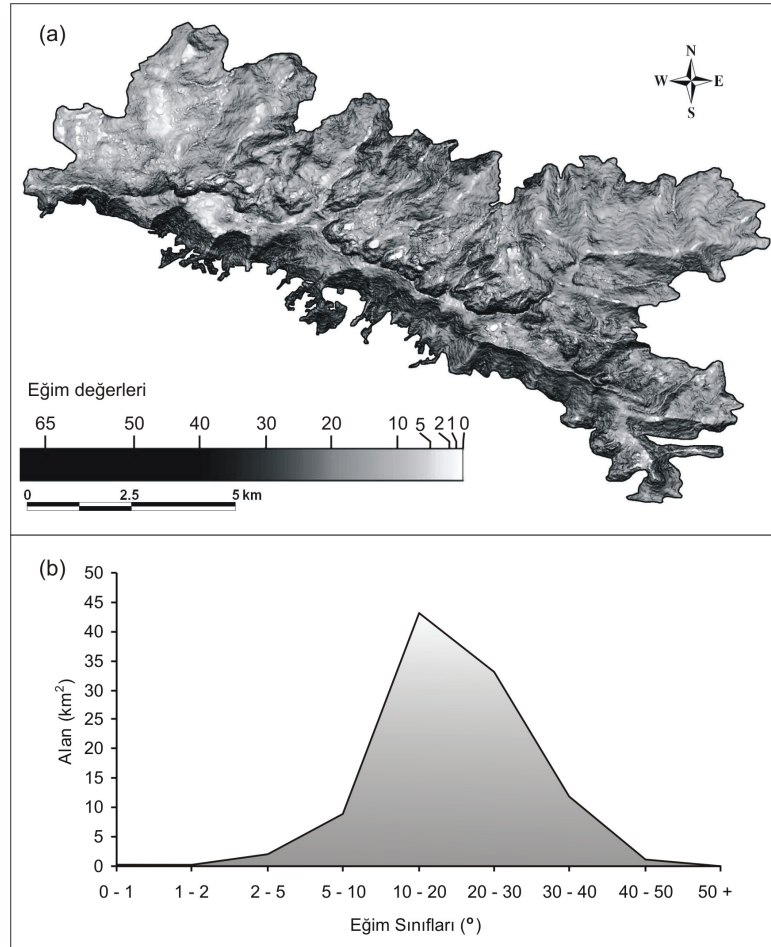 (a)
N
W E
S
Eğim değerleri
65 50 40 30 20 10 5 2 1 0
0 2.5 5 km
(b)
50
45
40
35
30
25
20
15
10
5
0
Alan (km²)
0 - 1 1 - 2 2 - 5 5 - 10 10 - 20 20 - 30 30 - 40 40 - 50 50 +
Eğim Sınıfları (°)